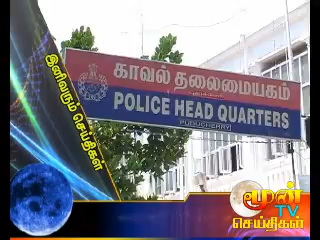 காவல் தலைமையகம்
POLICE HEAD QUARTERS
PUDUCHERRY
இனிவரும் செய்திகள்
மூன்
TV
செய்திகள்